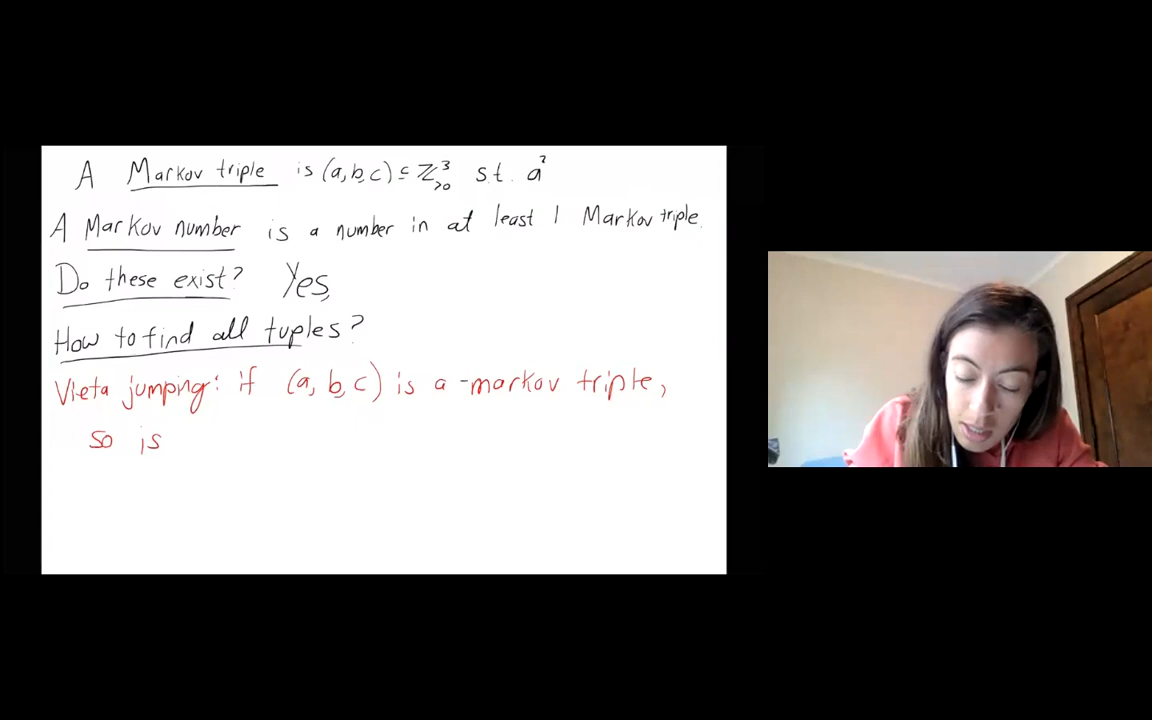 A Markov triple is (a,b,c) ⊆ ℤ³>0 s.t. a²
A Markov number is a number in at least 1 Markov triple.
Do these exist? Yes,
How to find all tuples?
Vieta jumping: if (a, b, c) is a -markov triple,
so is